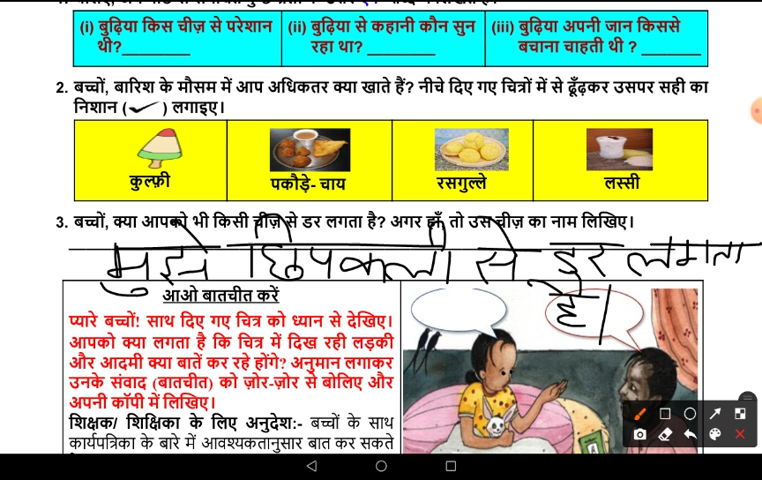 (i) बुढ़िया किस चीज़ से परेशान थी?________
(ii) बुढ़िया से कहानी कौन सुन रहा था? ________
(iii) बुढ़िया अपनी जान किससे बचाना चाहती थी ? ________
2. बच्चों, बारिश के मौसम में आप अधिकतर क्या खाते हैं? नीचे दिए गए चित्रों में से ढूँढ़कर उसपर सही का
निशान (✓) लगाइए।
कुल्फ़ी
पकौड़े- चाय
रसगुल्ले
लस्सी
3. बच्चों, क्या आपको भी किसी चीज़ से डर लगता है? अगर हाँ, तो उस चीज़ का नाम लिखिए।
मुझे छिपकली से डर लगता
है।
आओ बातचीत करें
प्यारे बच्चों! साथ दिए गए चित्र को ध्यान से देखिए।
आपको क्या लगता है कि चित्र में दिख रही लड़की
और आदमी क्या बातें कर रहे होंगे? अनुमान लगाकर
उनके संवाद (बातचीत) को ज़ोर-ज़ोर से बोलिए और
अपनी कॉपी में लिखिए।
शिक्षक/ शिक्षिका के लिए अनुदेश:- बच्चों के साथ
कार्यपत्रिका के बारे में आवश्यकतानुसार बात कर सकते